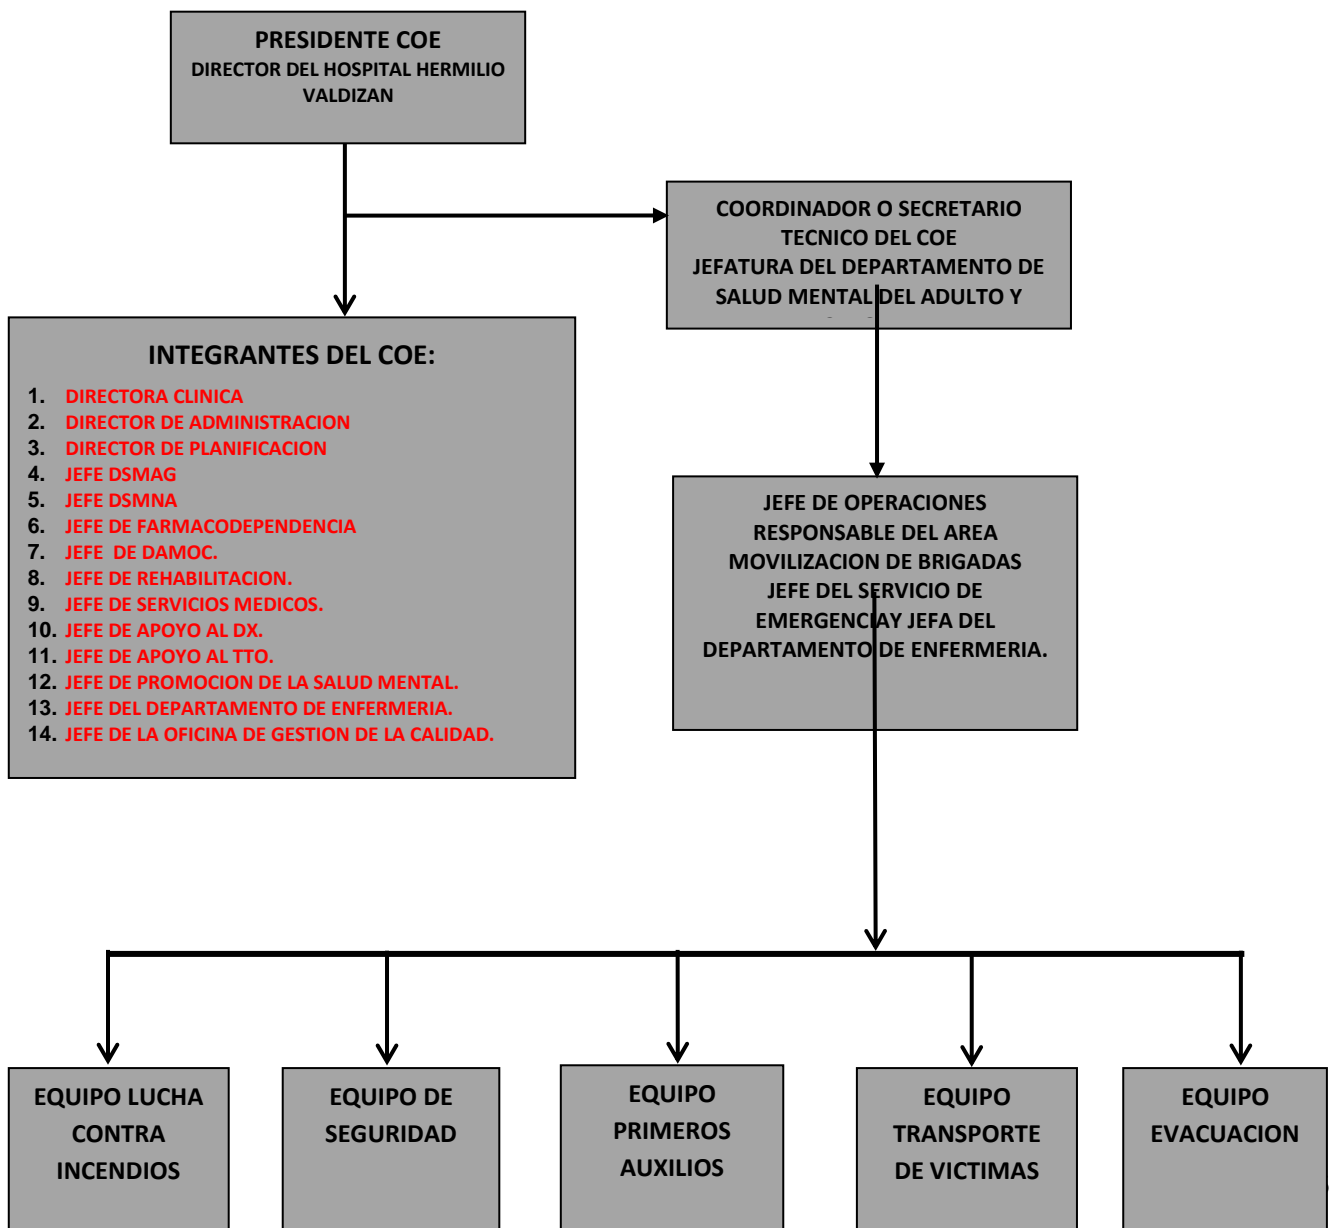 PRESIDENTE COE
DIRECTOR DEL HOSPITAL HERMILIO
VALDIZAN
COORDINADOR O SECRETARIO
TECNICO DEL COE
JEFATURA DEL DEPARTAMENTO DE
SALUD MENTAL DEL ADULTO Y
INTEGRANTES DEL COE:
1. DIRECTORA CLINICA
2. DIRECTOR DE ADMINISTRACION
3. DIRECTOR DE PLANIFICACION
4. JEFE DSMAG
5. JEFE DSMNA
6. JEFE DE FARMACODEPENDENCIA
7. JEFE DE DAMOC.
8. JEFE DE REHABILITACION.
9. JEFE DE SERVICIOS MEDICOS.
10. JEFE DE APOYO AL DX.
11. JEFE DE APOYO AL TTO.
12. JEFE DE PROMOCION DE LA SALUD MENTAL.
13. JEFE DEL DEPARTAMENTO DE ENFERMERIA.
14. JEFE DE LA OFICINA DE GESTION DE LA CALIDAD.
JEFE DE OPERACIONES
RESPONSABLE DEL AREA
MOVILIZACION DE BRIGADAS
JEFE DEL SERVICIO DE
EMERGENCIAY JEFA DEL
DEPARTAMENTO DE ENFERMERIA.
EQUIPO LUCHA
CONTRA
INCENDIOS
EQUIPO DE
SEGURIDAD
EQUIPO
PRIMEROS
AUXILIOS
EQUIPO
TRANSPORTE
DE VICTIMAS
EQUIPO
EVACUACION